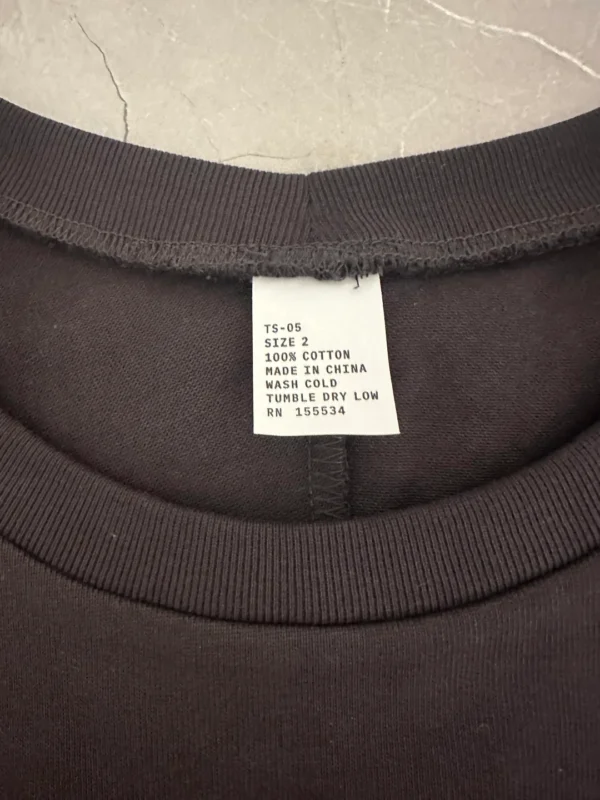 TS-05
SIZE 2
100% COTTON
MADE IN CHINA
WASH COLD
TUMBLE DRY LOW
RN 155534